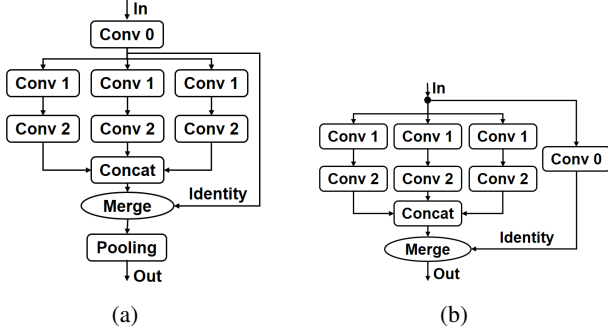 In
Conv 0
Conv 1 Conv 1 Conv 1
Conv 2 Conv 2 Conv 2
Concat
Identity
Merge
Pooling
Out
(a)
In
Conv 1 Conv 1 Conv 1
Conv 0
Conv 2 Conv 2 Conv 2
Concat
Identity
Merge
Out
(b)